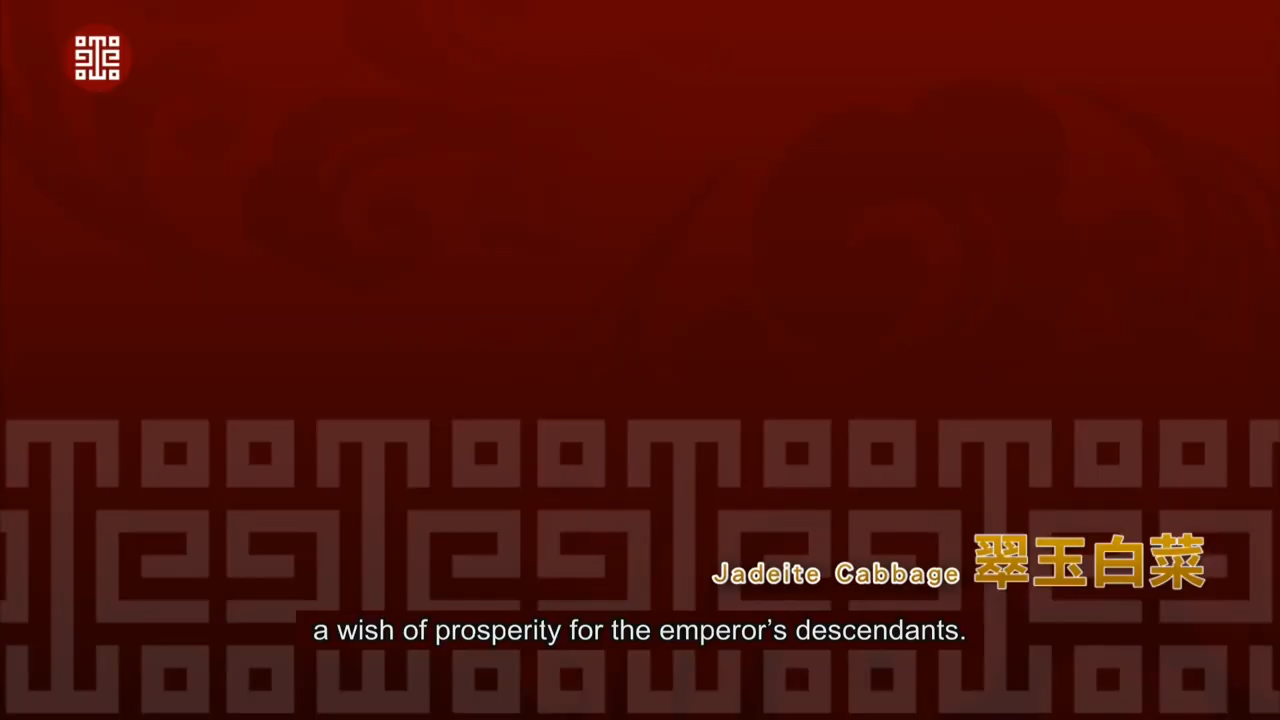 Jadeite Cabbage 翠玉白菜
a wish of prosperity for the emperor’s descendants.